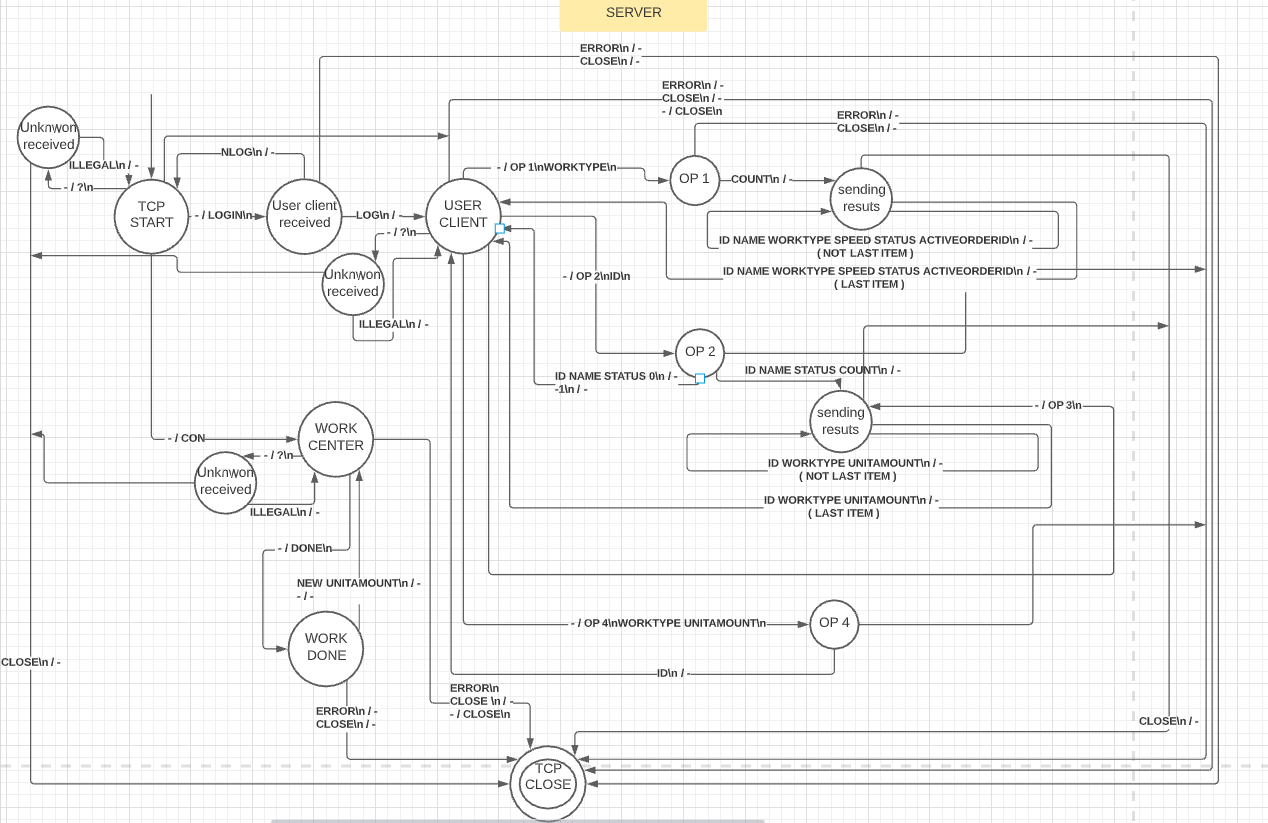 SERVER
ERROR\n / -
CLOSE\n / -
ERROR\n / -
CLOSE\n / -
- / CLOSE\n
ERROR\n / -
CLOSE\n / -
Unknwon
received
ILLEGAL\n / -
- / ?\n
NLOG\n / -
TCP
START
- / LOGIN\n
User client
received
LOG\n / -
USER
CLIENT
- / ?\n
Unknwon
received
ILLEGAL\n / -
- / OP 1\nWORKTYPE\n
OP 1
COUNT\n / -
sending
resuts
ID NAME WORKTYPE SPEED STATUS ACTIVEORDERID\n / -
( NOT LAST ITEM )
ID NAME WORKTYPE SPEED STATUS ACTIVEORDERID\n / -
( LAST ITEM )
- / OP 2\nID\n
OP 2
ID NAME STATUS 0\n / -
-1\n / -
ID NAME STATUS COUNT\n / -
sending
resuts
- / OP 3\n
ID WORKTYPE UNITAMOUNT\n / -
( NOT LAST ITEM )
ID WORKTYPE UNITAMOUNT\n / -
( LAST ITEM )
- / CON
WORK
CENTER
- / ?\n
Unknwon
received
ILLEGAL\n / -
- / DONE\n
NEW UNITAMOUNT\n / -
- / -
WORK
DONE
- / OP 4\nWORKTYPE UNITAMOUNT\n
OP 4
ID\n / -
CLOSE\n / -
ERROR\n / -
CLOSE\n / -
ERROR\n
CLOSE \n / -
- / CLOSE\n
CLOSE\n / -
TCP
CLOSE